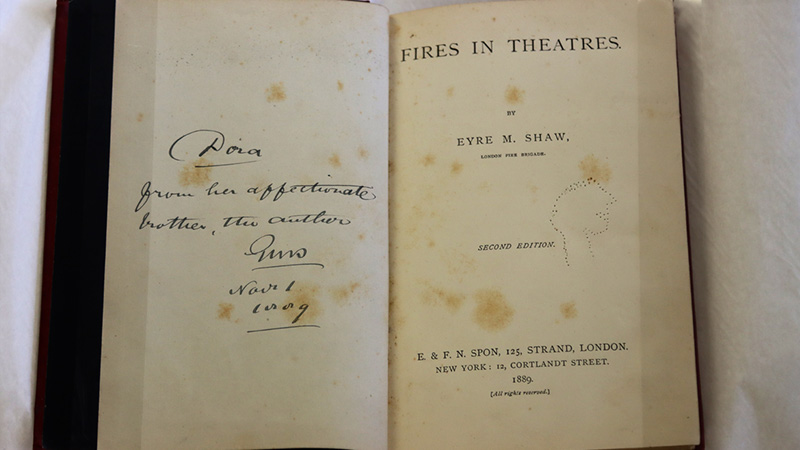 Dora
from her affectionate
brother, the author
EMS
Nov 1
1889
FIRES IN THEATRES.
BY
EYRE M. SHAW,
LONDON FIRE BRIGADE.
SECOND EDITION.
E. & F. N. SPON, 125, STRAND, LONDON.
NEW YORK: 12, CORTLANDT STREET.
1889.
[All rights reserved.]